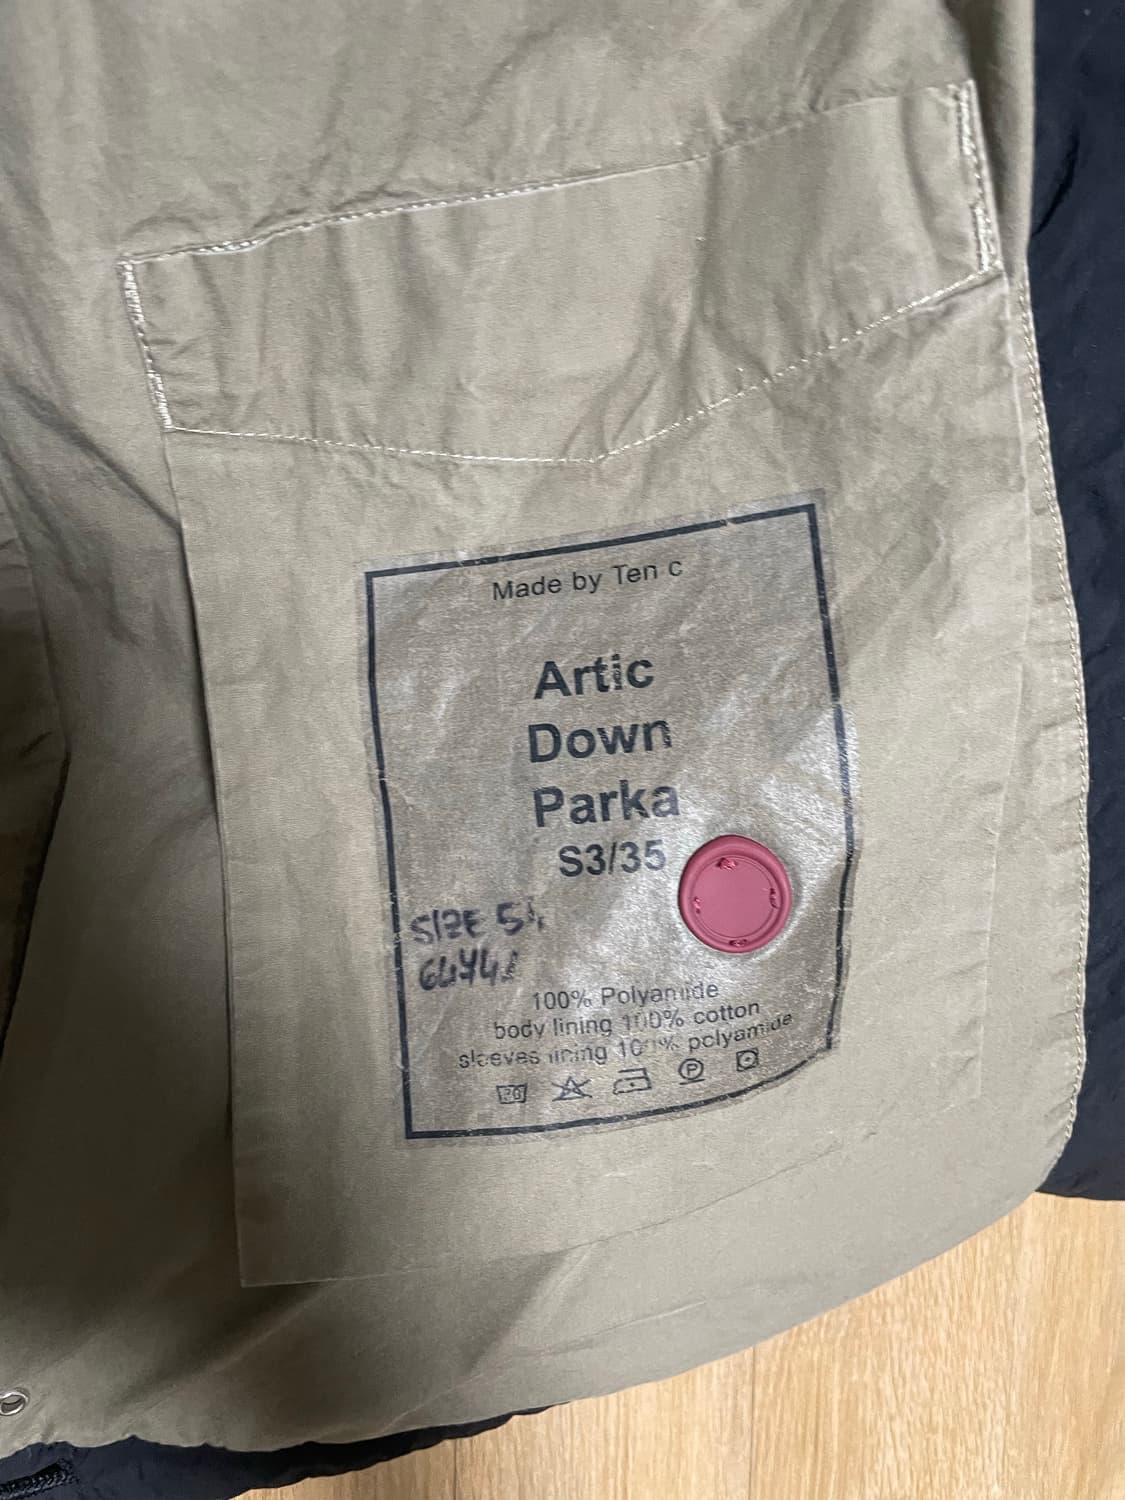 Made by Ten c
Artic
Down
Parka
S3/35
SIZE
100% Polyamide
body lining 100% cotton
sleeves lining 100% polyamide
30
P